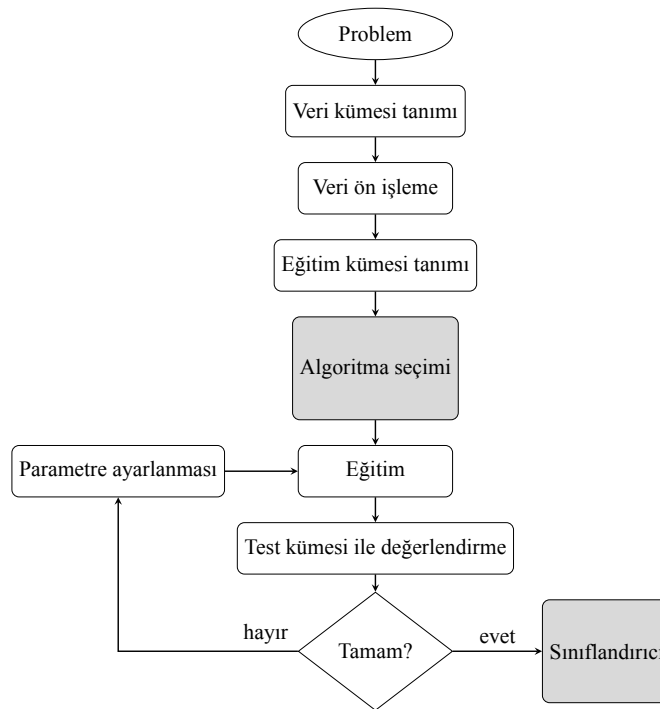 Problem
Veri kümesi tanımı
Veri ön işleme
Eğitim kümesi tanımı
Algoritma seçimi
Parametre ayarlanması
Eğitim
Test kümesi ile değerlendirme
hayır
Tamam?
evet
Sınıflandırıcı